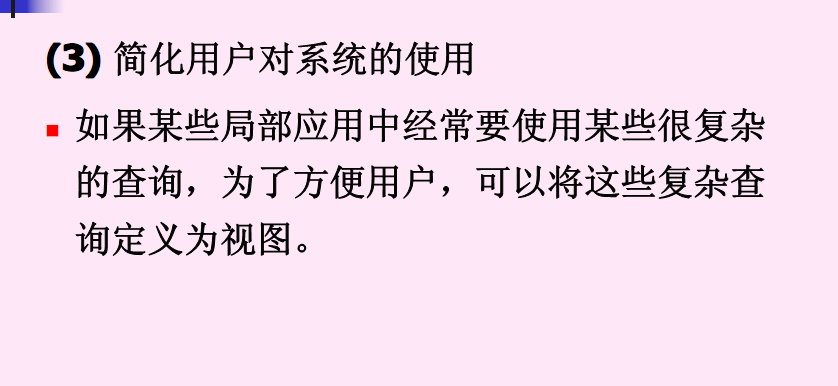 (3) 简化用户对系统的使用
如果某些局部应用中经常要使用某些很复杂
的查询，为了方便用户，可以将这些复杂查
询定义为视图。